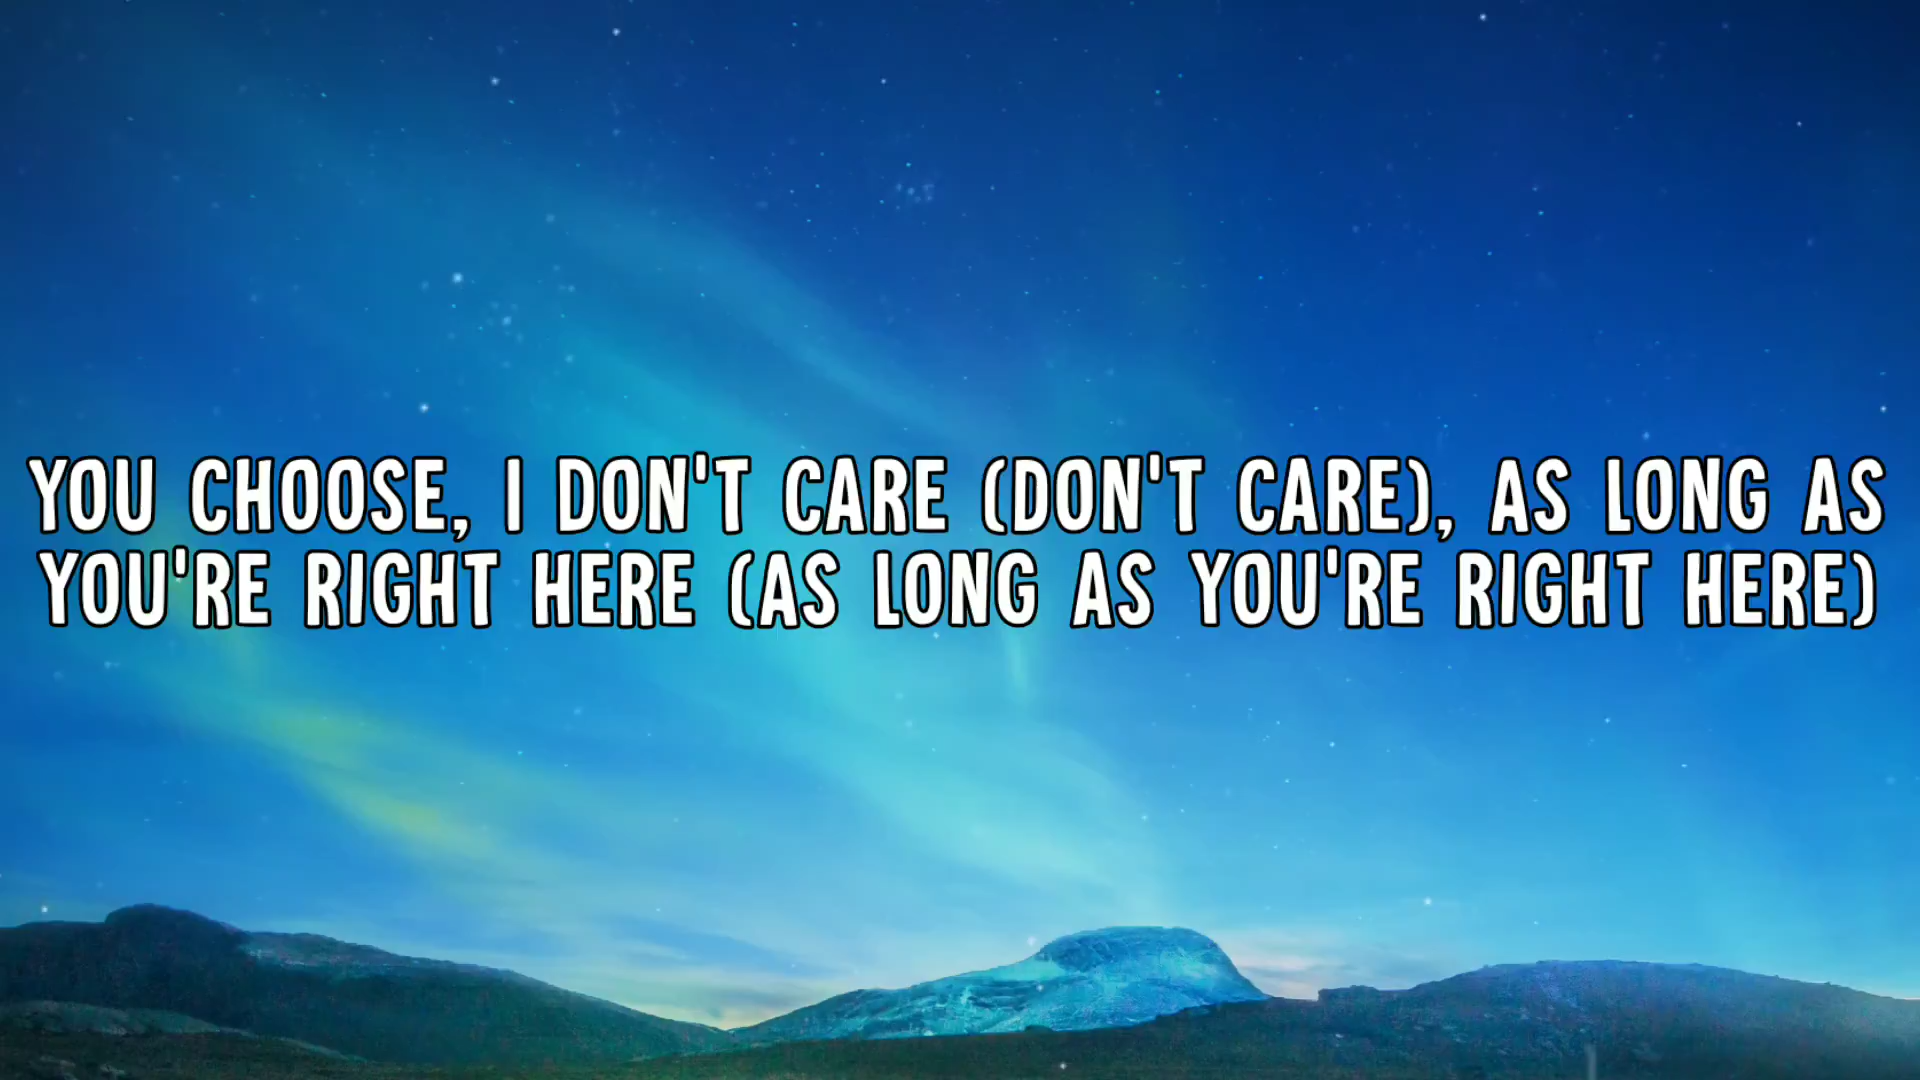 YOU CHOOSE, I DON'T CARE (DON'T CARE), AS LONG AS
YOU'RE RIGHT HERE (AS LONG AS YOU'RE RIGHT HERE)